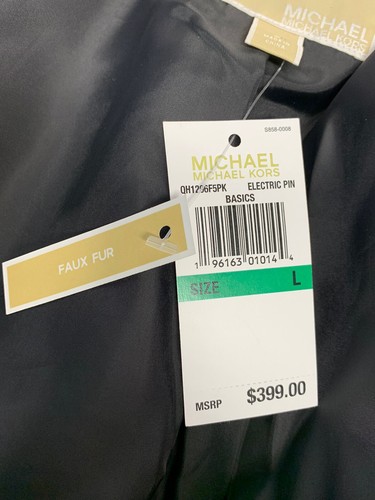 MICHAEL
MICHAEL KORS
S858-0008
MICHAEL
MICHAEL KORS
QH1206F5PK ELECTRIC PIN
BASICS
1 96163 01014 4
SIZE L
MSRP $399.00
FAUX FUR